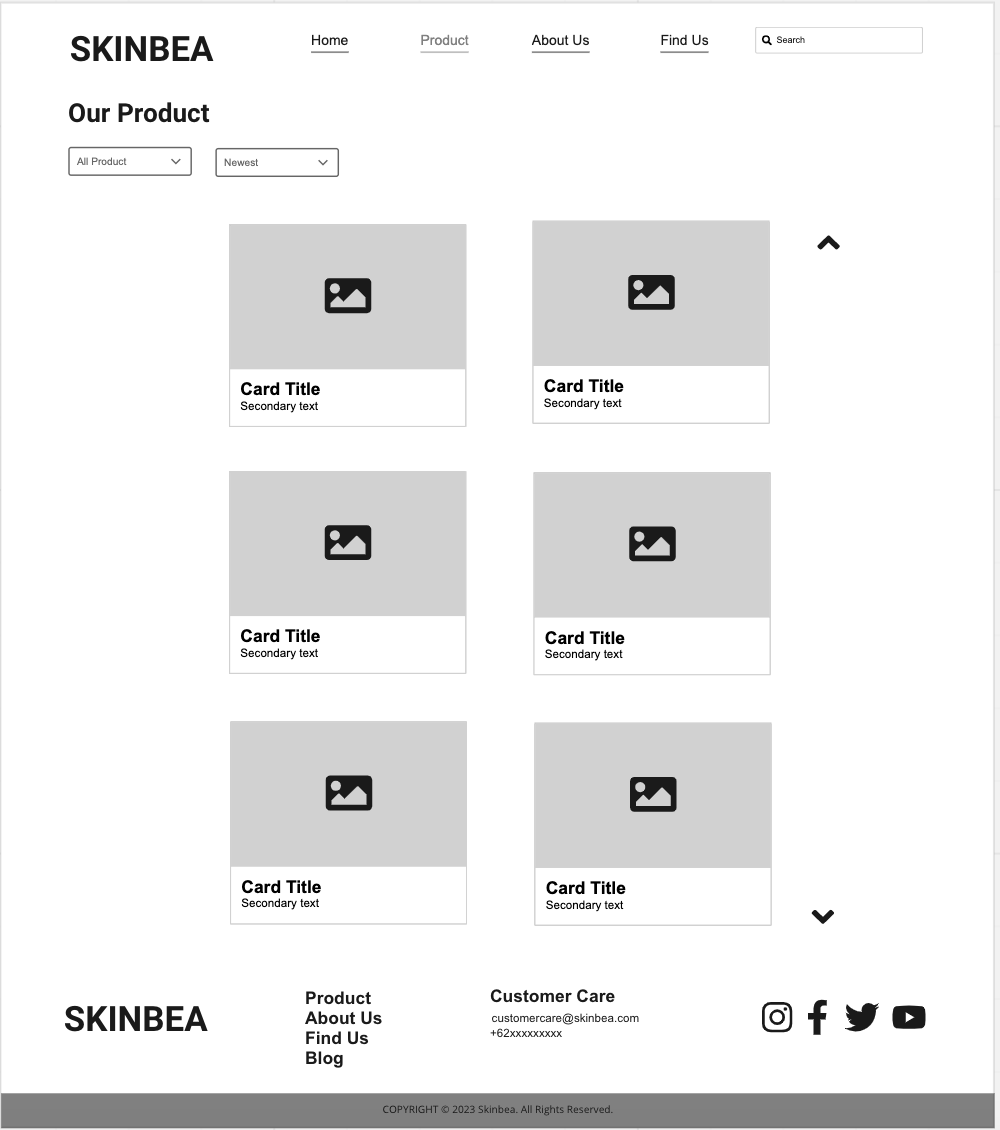 SKINBEA
Home
Product
About Us
Find Us
Search
Our Product
All Product
Newest
Card Title
Secondary text
Card Title
Secondary text
Card Title
Secondary text
Card Title
Secondary text
Card Title
Secondary text
Card Title
Secondary text
SKINBEA
Product
About Us
Find Us
Blog
Customer Care
customercare@skinbea.com
+62xxxxxxxxx
COPYRIGHT © 2023 Skinbea. All Rights Reserved.